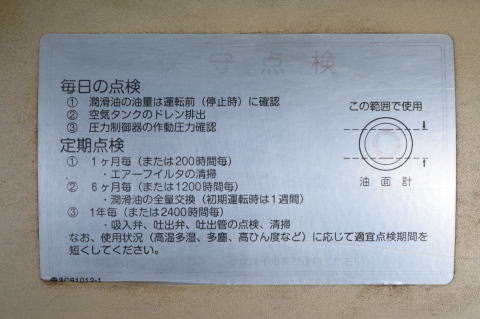 守点検
毎日の点検
① 潤滑油の油量は運転前（停止時）に確認
② 空気タンクのドレン排出
③ 圧力制御器の作動圧力確認
定期点検
① 1ヶ月毎（または200時間毎）
・エアーフイルタの清掃
② 6ヶ月毎（または1200時間毎）
・潤滑油の全量交換（初期運転時は1週間）
③ 1年毎（または2400時間毎）
・吸入弁、吐出弁、吐出管の点検、清掃
なお、使用状況（高温多湿、多塵、高ひん度など）に応じて適宜点検期間を
短くしてください。
この範囲で使用
油面計